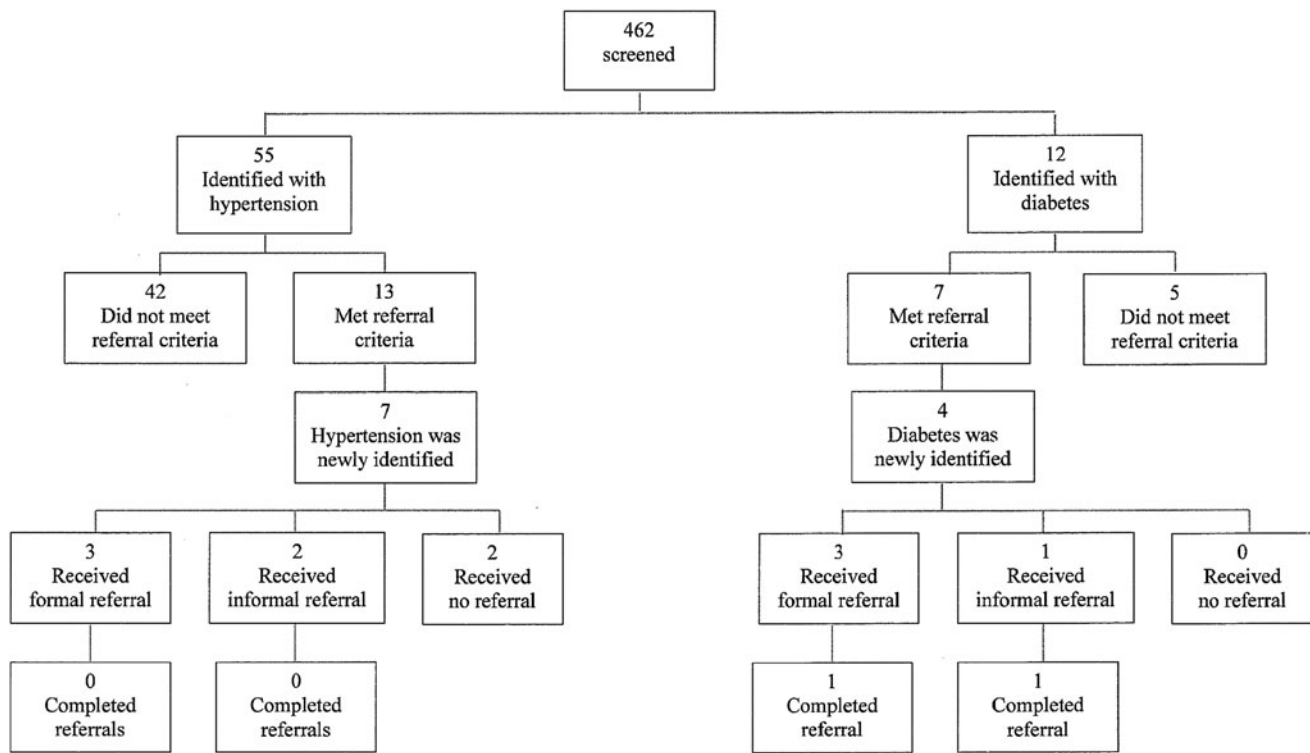 462
screened
55
Identified with
hypertension
12
Identified with
diabetes
42
Did not meet
referral criteria
13
Met referral
criteria
7
Met referral
criteria
5
Did not meet
referral criteria
7
Hypertension was
newly identified
4
Diabetes was
newly identified
3
Received
formal referral
2
Received
informal referral
2
Received
no referral
3
Received
formal referral
1
Received
informal referral
0
Received
no referral
0
Completed
referrals
0
Completed
referrals
1
Completed
referral
1
Completed
referral